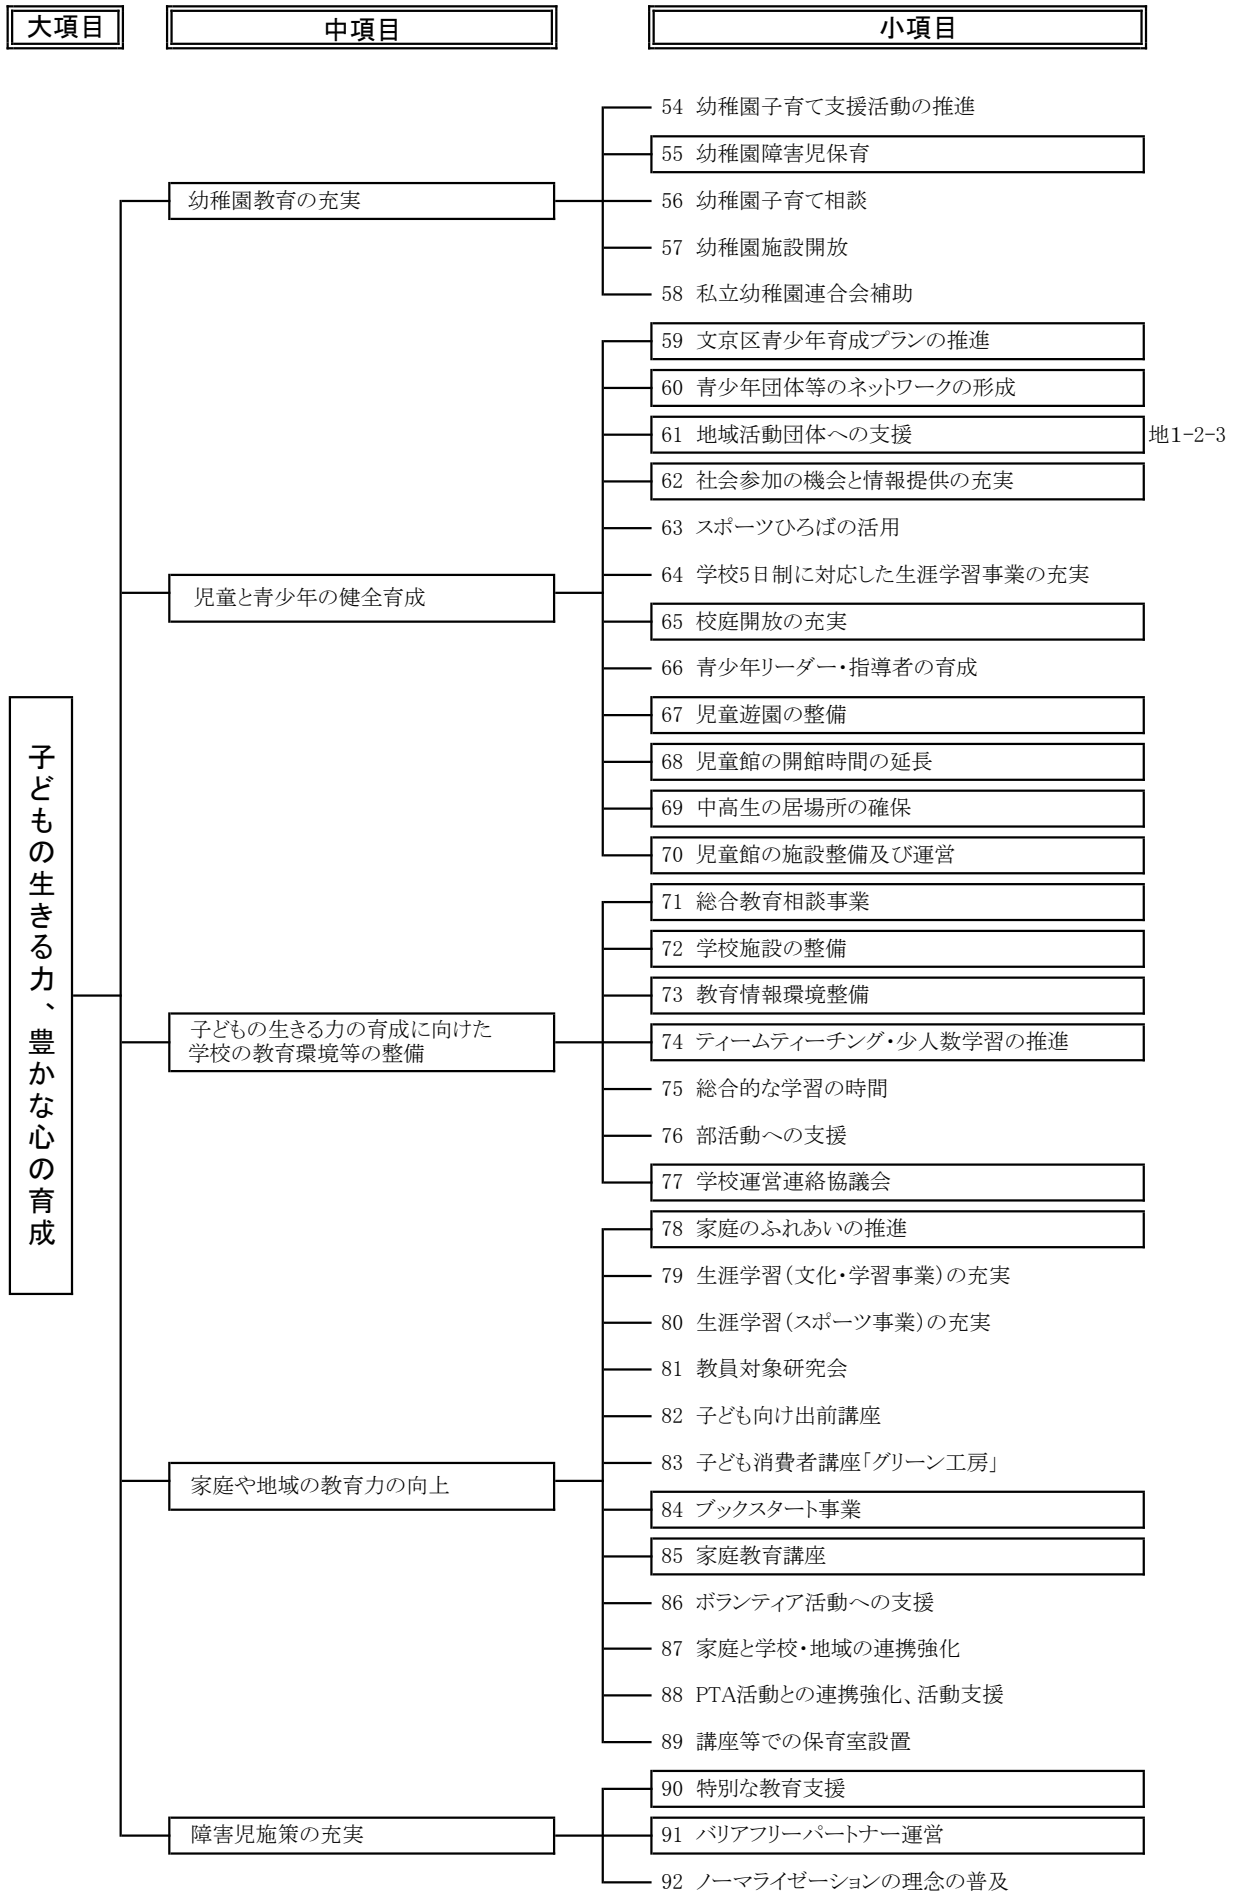 大項目
中項目
小項目
子どもの生きる力、豊かな心の育成
幼稚園教育の充実
54 幼稚園子育て支援活動の推進
55 幼稚園障害児保育
56 幼稚園子育て相談
57 幼稚園施設開放
58 私立幼稚園連合会補助
児童と青少年の健全育成
59 文京区青少年育成プランの推進
60 青少年団体等のネットワークの形成
61 地域活動団体への支援
地1-2-3
62 社会参加の機会と情報提供の充実
63 スポーツひろばの活用
64 学校5日制に対応した生涯学習事業の充実
65 校庭開放の充実
66 青少年リーダー・指導者の育成
67 児童遊園の整備
68 児童館の開館時間の延長
69 中高生の居場所の確保
70 児童館の施設整備及び運営
子どもの生きる力の育成に向けた
学校の教育環境等の整備
71 総合教育相談事業
72 学校施設の整備
73 教育情報環境整備
74 ティームティーチング・少人数学習の推進
75 総合的な学習の時間
76 部活動への支援
77 学校運営連絡協議会
家庭や地域の教育力の向上
78 家庭のふれあいの推進
79 生涯学習(文化・学習事業)の充実
80 生涯学習(スポーツ事業)の充実
81 教員対象研究会
82 子ども向け出前講座
83 子ども消費者講座「グリーン工房」
84 ブックスタート事業
85 家庭教育講座
86 ボランティア活動への支援
87 家庭と学校・地域の連携強化
88 PTA活動との連携強化、活動支援
89 講座等での保育室設置
障害児施策の充実
90 特別な教育支援
91 バリアフリーパートナー運営
92 ノーマライゼーションの理念の普及